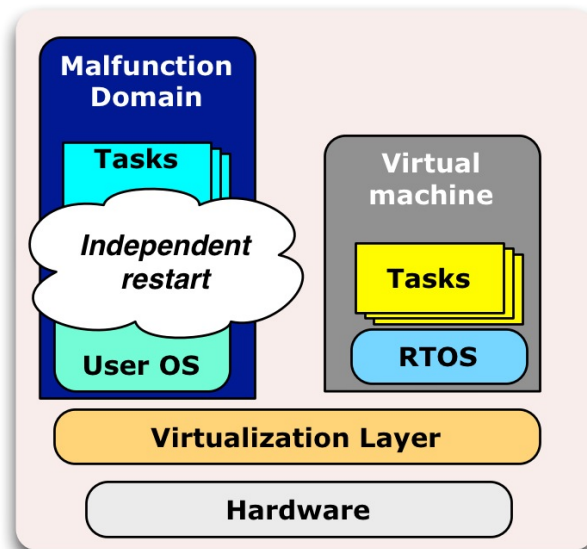 Malfunction
Domain
Tasks
Independent
restart
User OS
Virtual
machine
Tasks
RTOS
Virtualization Layer
Hardware